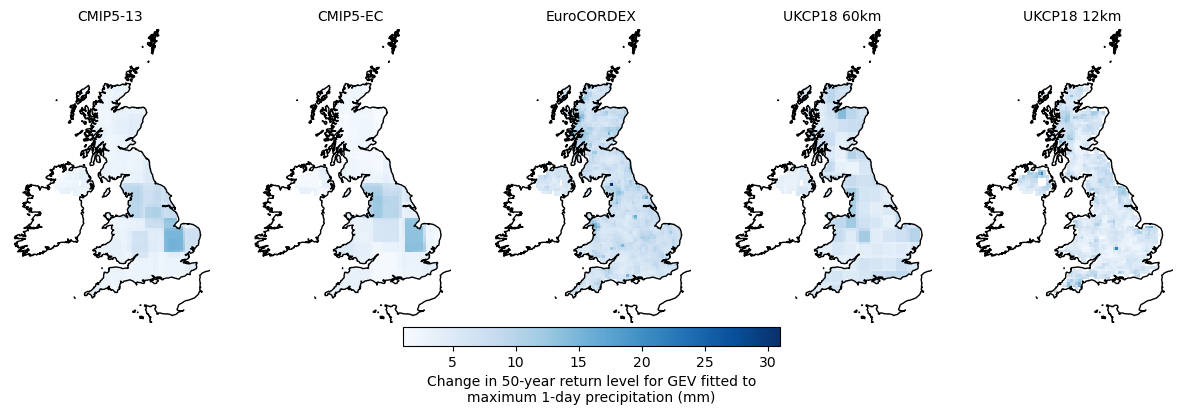 CMIP5-13
CMIP5-EC
EuroCORDEX
UKCP18 60km
UKCP18 12km
5 10 15 20 25 30
Change in 50-year return level for GEV fitted to
maximum 1-day precipitation (mm)